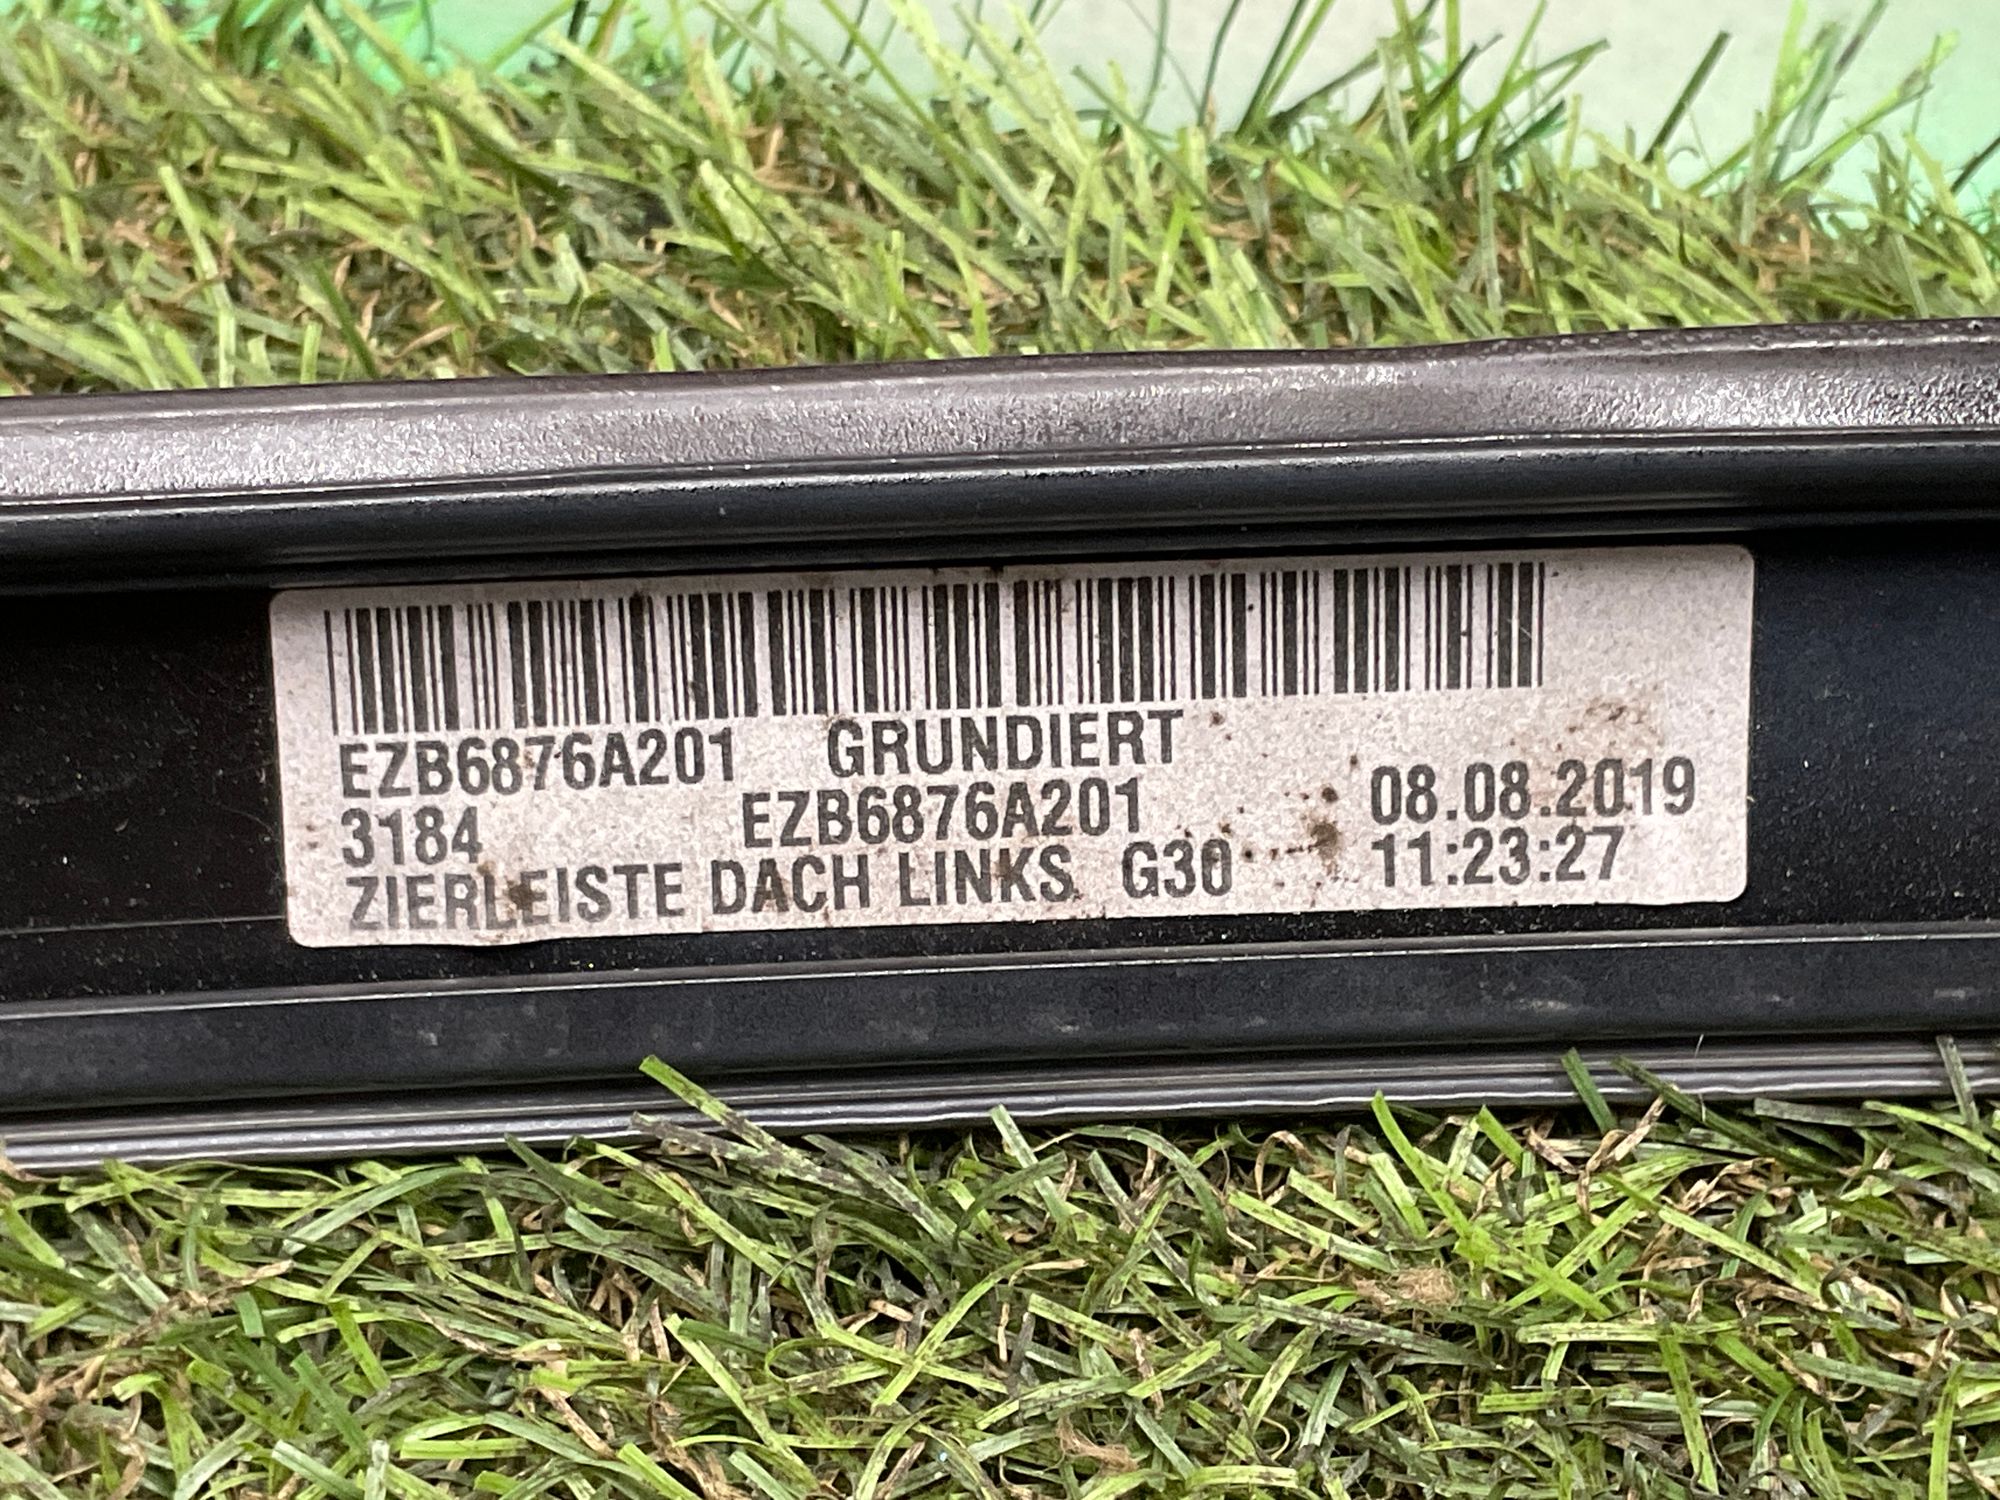 EZB6876A201 GRUNDIERT
3184 EZB6876A201 08.08.2019
ZIERLEISTE DACH LINKS G30 11:23:27